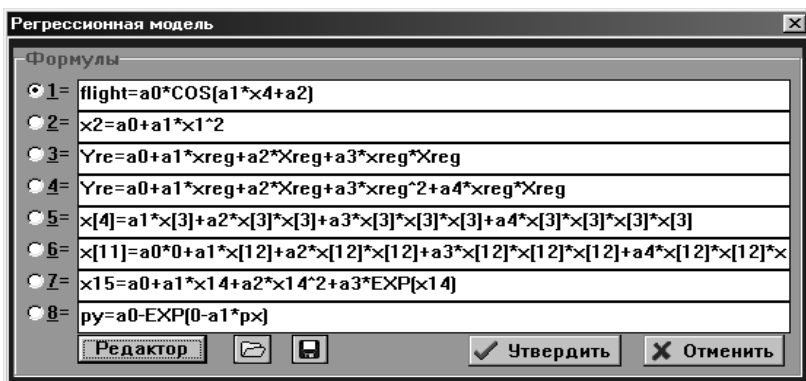 Регрессионная модель
Формулы
1= flight=a0*COS(a1*x4+a2)
2= x2=a0+a1*x1^2
3= Yre=a0+a1*xreg+a2*Xreg+a3*xreg*Xreg
4= Yre=a0+a1*xreg+a2*Xreg+a3*xreg^2+a4*xreg*Xreg
5= x[4]=a1*x[3]+a2*x[3]*x[3]+a3*x[3]*x[3]*x[3]+a4*x[3]*x[3]*x[3]*x[3]
6= x[11]=a0*0+a1*x[12]+a2*x[12]*x[12]+a3*x[12]*x[12]*x[12]+a4*x[12]*x[12]*x
7= x15=a0+a1*x14+a2*x14^2+a3*EXP(x14)
8= py=a0-EXP(0-a1*px)
Редактор Утвердить Отменить